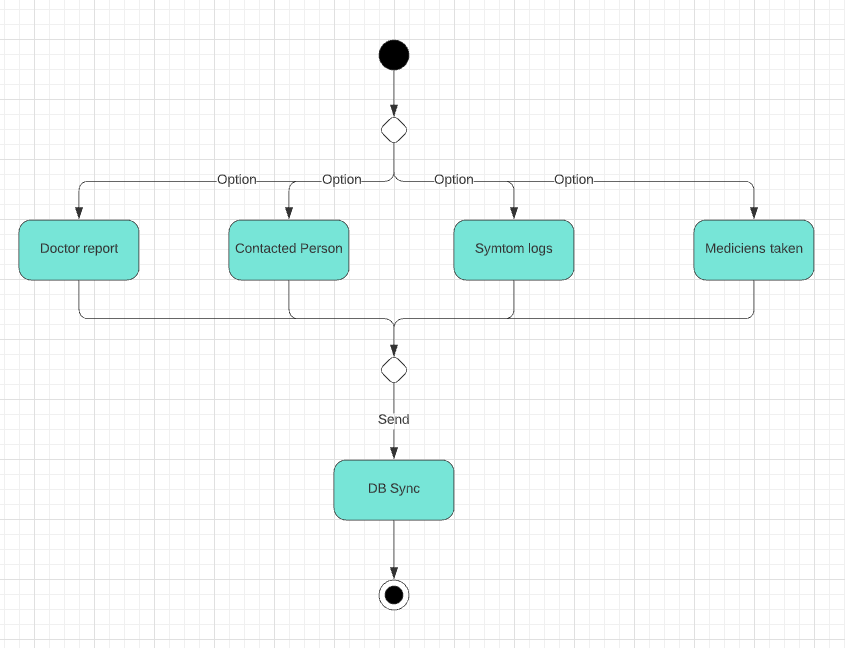 Option
Option
Option
Option
Doctor report
Contacted Person
Symtom logs
Mediciens taken
Send
DB Sync